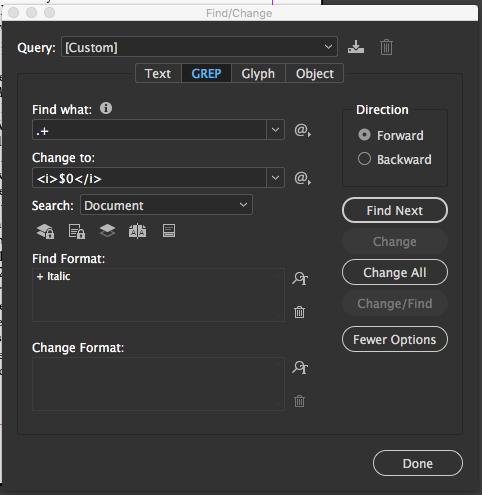 Find/Change
Query: [Custom]
Text GREP Glyph Object
Find what:
.+
Change to:
<i>$0</i>
Search: Document
Find Format:
+ Italic
Change Format:
Direction
Forward
Backward
Find Next
Change
Change All
Change/Find
Fewer Options
Done